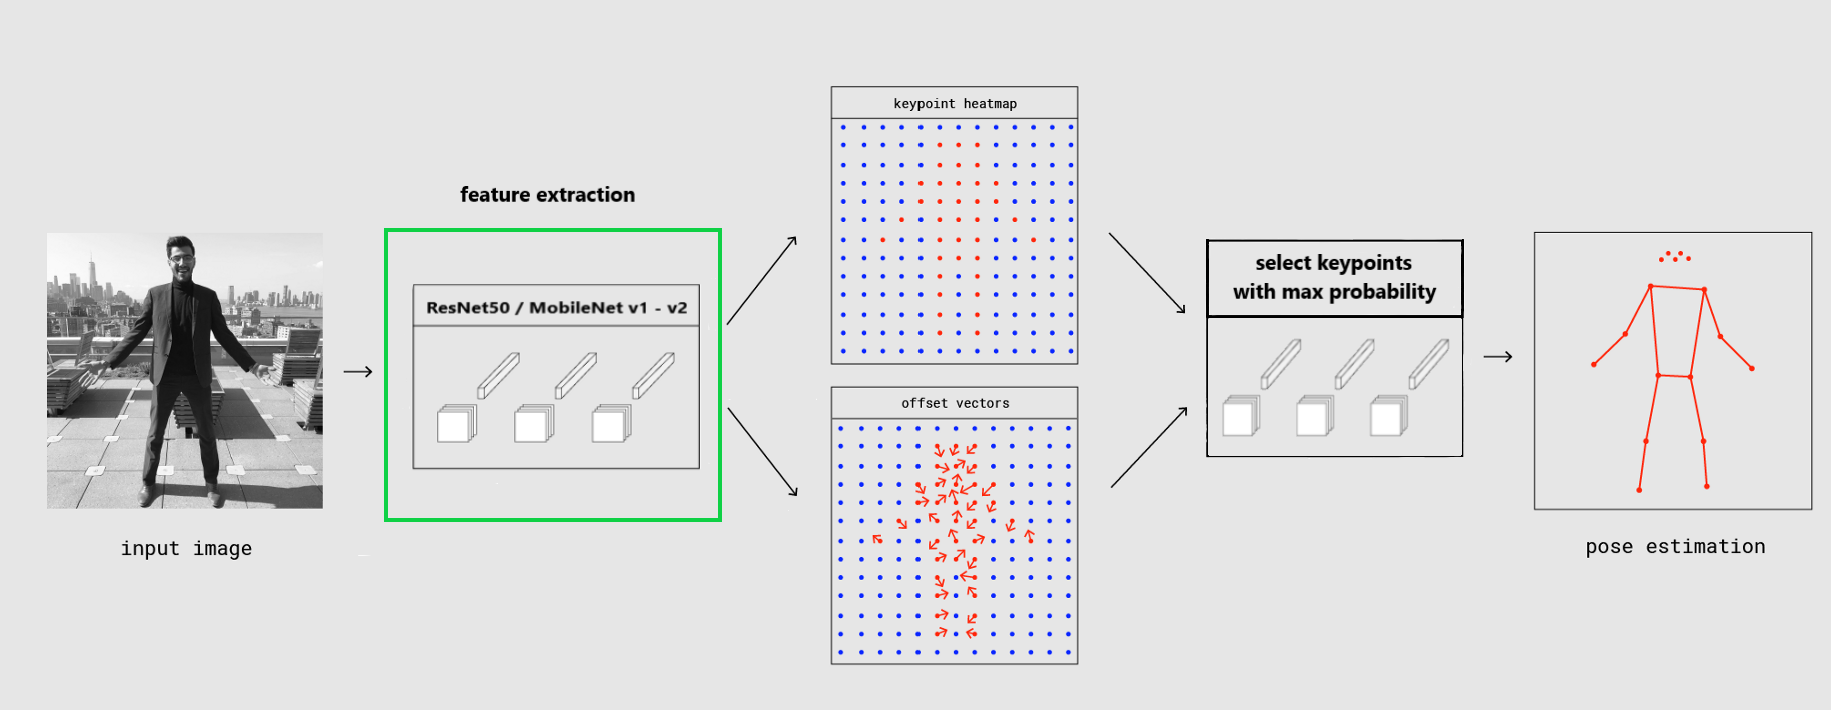 feature extraction
ResNet50 / MobileNet v1 - v2
input image
keypoint heatmap
offset vectors
select keypoints
with max probability
pose estimation